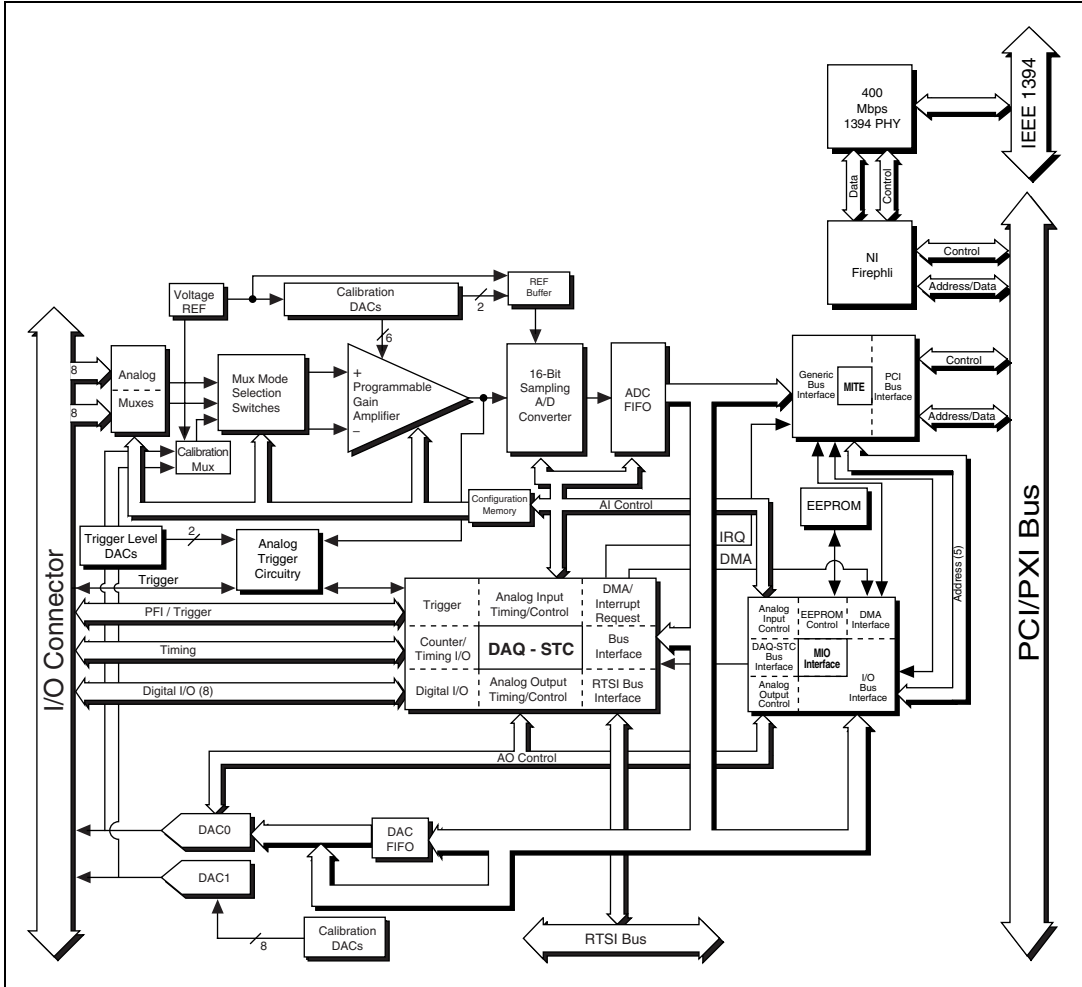 400
Mbps
1394 PHY
IEEE 1394
Data
Control
NI
Firephli
Control
Address/Data
Voltage
REF
Calibration
DACs
2
REF
Buffer
6
8
8
Analog
Muxes
Mux Mode
Selection
Switches
+
Programmable
Gain
Amplifier
–
16-Bit
Sampling
A/D
Converter
ADC
FIFO
Generic
Bus
Interface
MITE
PCI
Bus
Interface
Control
Address/Data
Calibration
Mux
Configuration
Memory
AI Control
EEPROM
Trigger Level
DACs
2
Analog
Trigger
Circuitry
IRQ
DMA
Address (5)
PCI/PXI Bus
I/O Connector
Trigger
PFI / Trigger
Timing
Digital I/O (8)
Trigger
Analog Input
Timing/Control
DMA/
Interrupt
Request
Counter/
Timing I/O
DAQ - STC
Bus
Interface
Digital I/O
Analog Output
Timing/Control
RTSI Bus
Interface
Analog
Input
Control
EEPROM
Control
DMA
Interface
DAQ-STC
Bus
Interface
MIO
Interface
Analog
Output
Control
I/O
Bus
Interface
AO Control
DAC0
DAC
FIFO
DAC1
8
Calibration
DACs
RTSI Bus